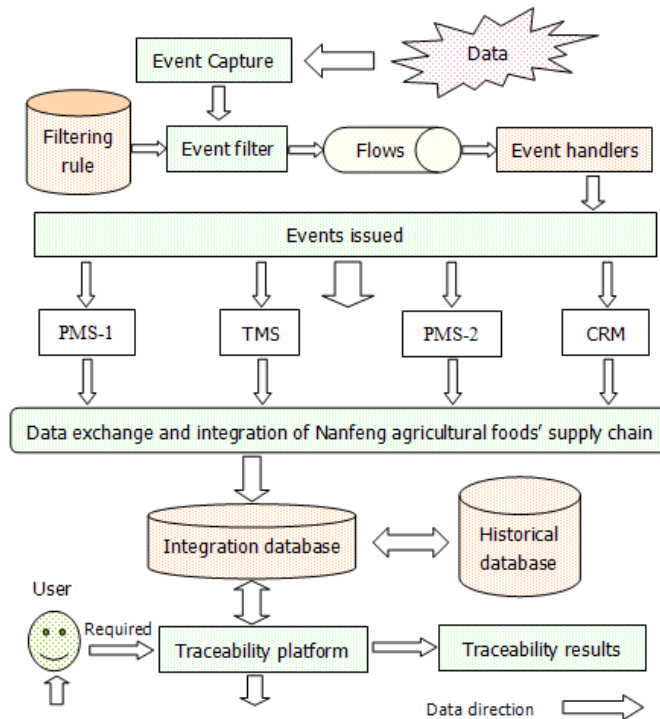 Data
Event Capture
Filtering
rule
Event filter
Flows
Event handlers
Events issued
PMS-1
TMS
PMS-2
CRM
Data exchange and integration of Nanfeng agricultural foods' supply chain
Integration database
Historical
database
User
Required
Traceability platform
Traceability results
Data direction